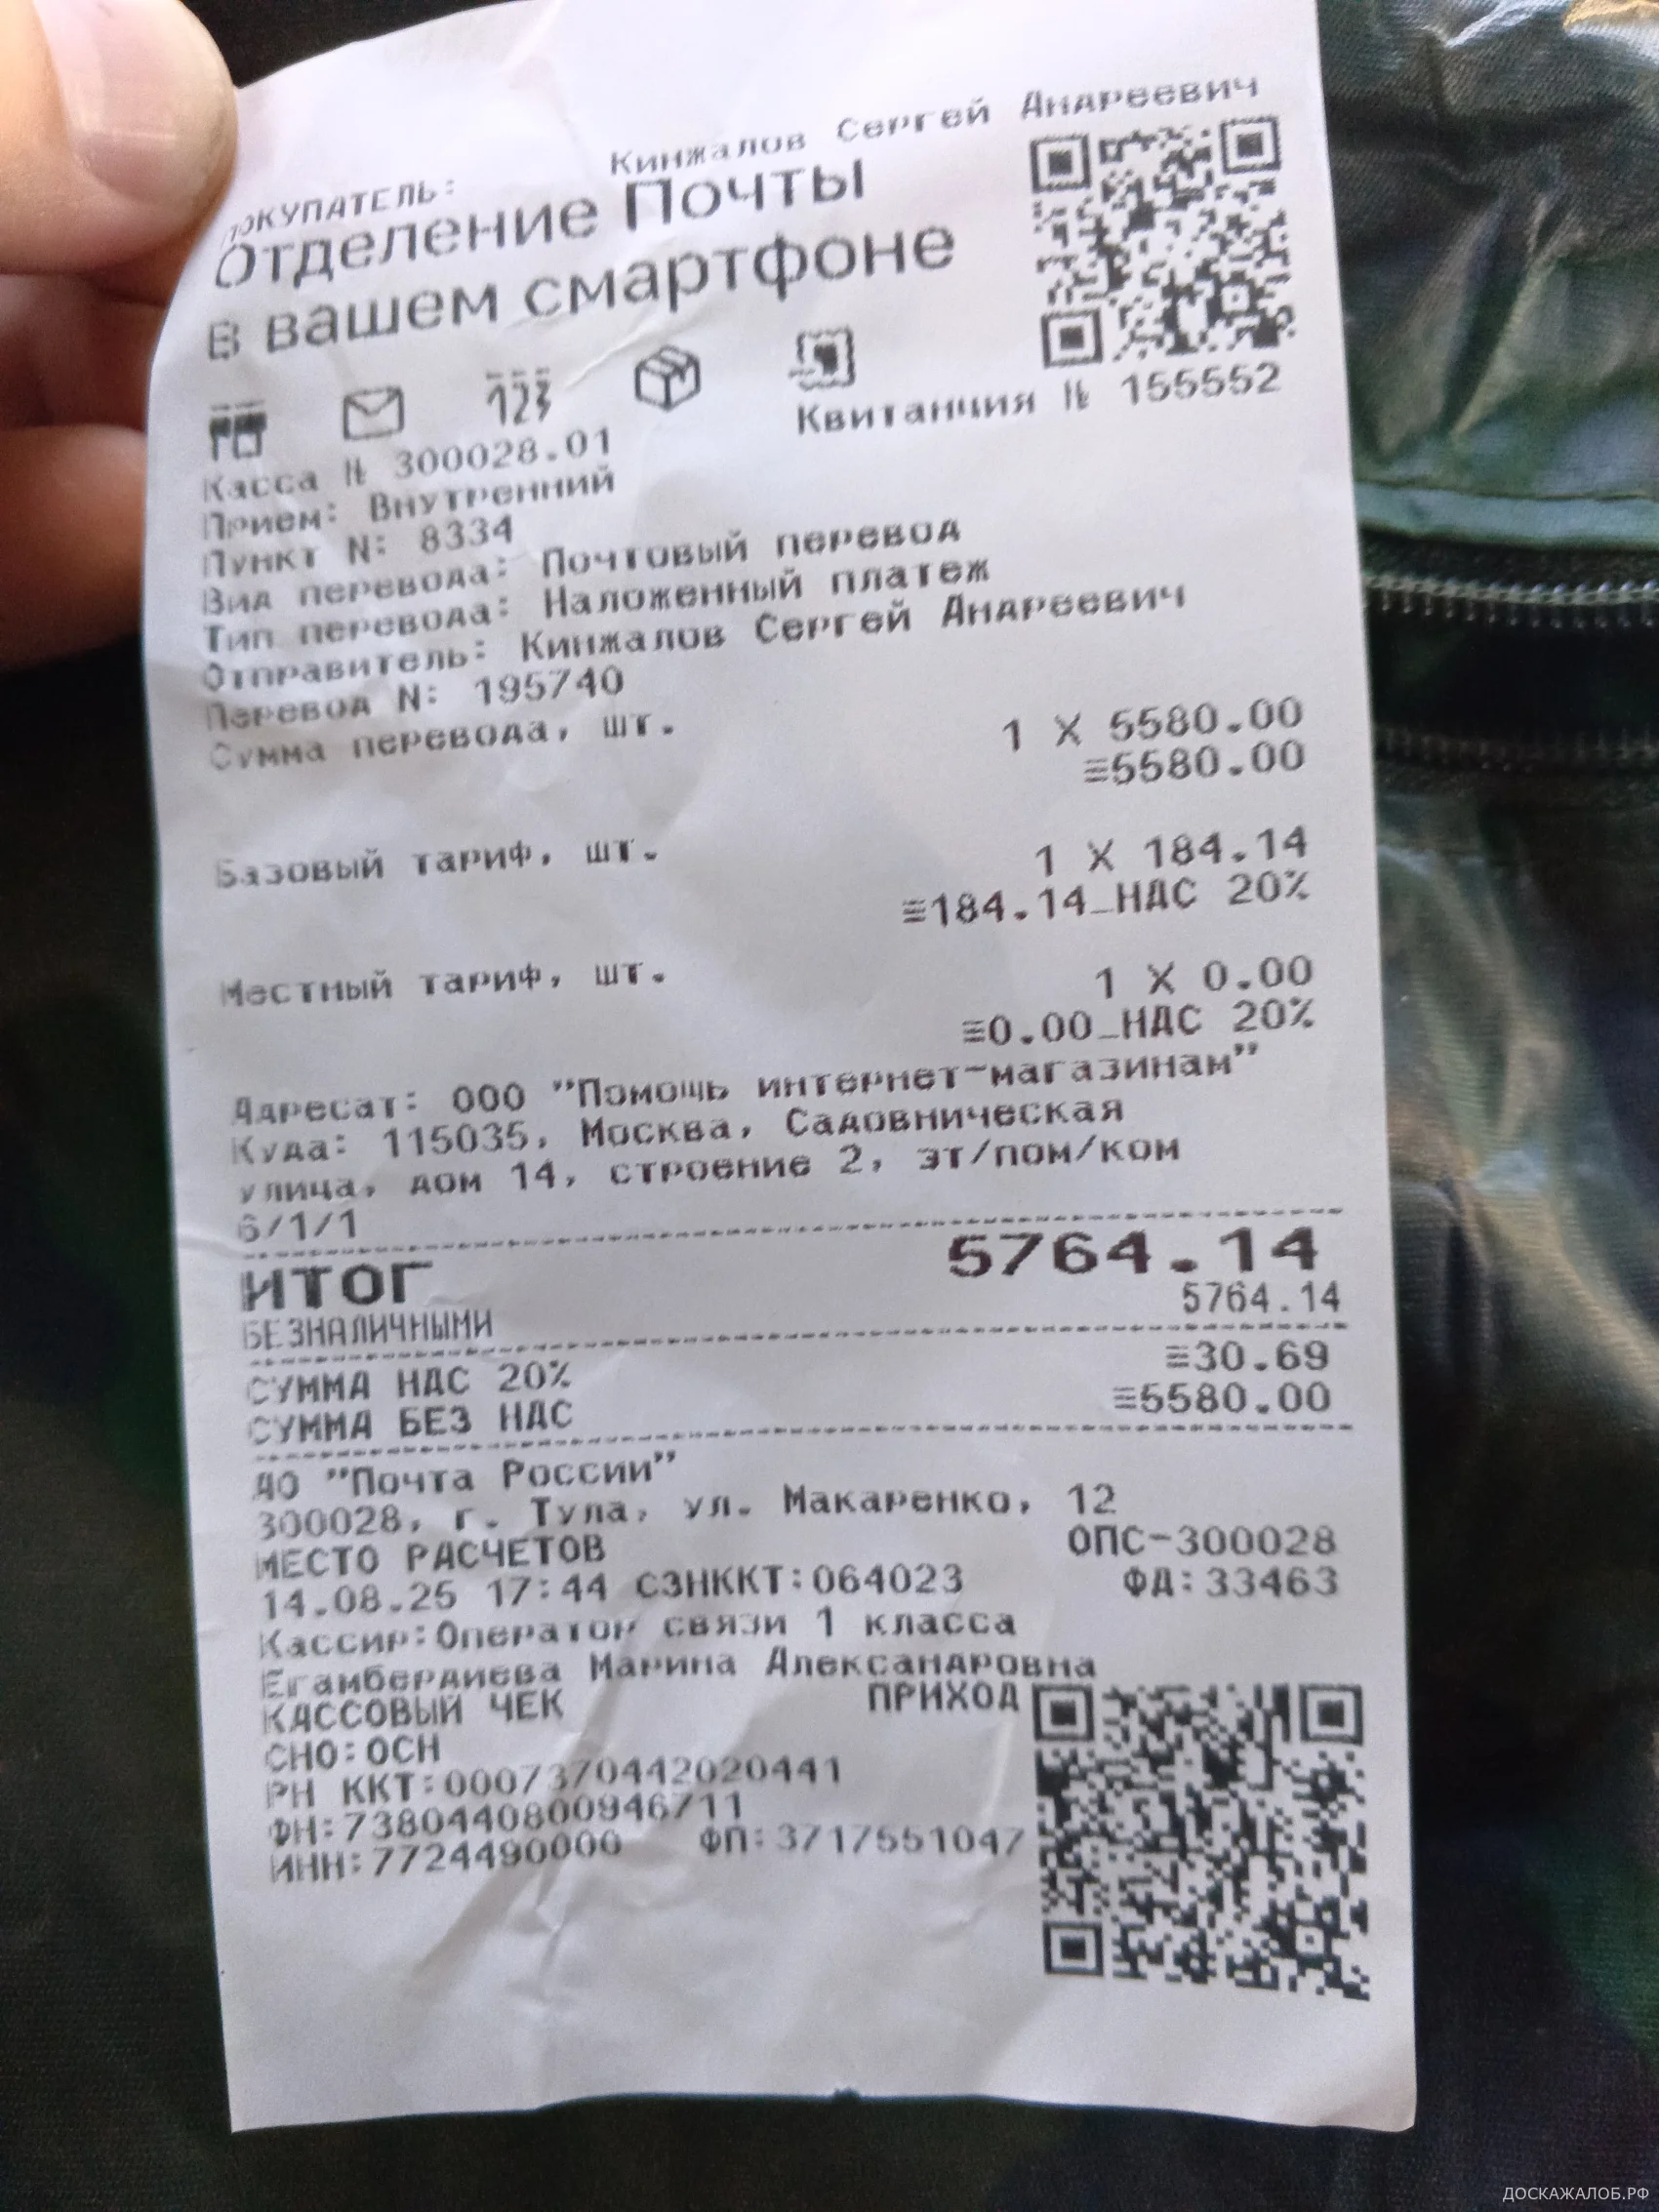 ПОКУПАТЕЛЬ: Кинжалов Сергей Андреевич
Отделение Почты
в вашем смартфоне
123
Квитанция № 155552
Касса № 300028.01
Прием: Внутренний
Пункт N: 8334
Вид перевода: Почтовый перевод
Тип перевода: Наложенный платеж
Отправитель: Кинжалов Сергей Андреевич
Перевод N: 195740
Сумма перевода, шт. 1 X 5580.00
≡5580.00
Базовый тариф, шт. 1 X 184.14
≡184.14_НДС 20%
Местный тариф, шт. 1 X 0.00
≡0.00_НДС 20%
Адресат: ООО "Помощь интернет-магазинам"
Куда: 115035, Москва, Садовническая
улица, дом 14, строение 2, эт/пом/ком
6/1/1
ИТОГ 5764.14
БЕЗНАЛИЧНЫМИ 5764.14
СУММА НДС 20% ≡30.69
СУММА БЕЗ НДС ≡5580.00
АО "Почта России"
300028, г. Тула, ул. Макаренко, 12
МЕСТО РАСЧЕТОВ ОПС-300028
14.08.25 17:44 СЗНККТ:064023 ФД:33463
Кассир:Оператор связи 1 класса
Егамбердиева Марина Александровна
КАССОВЫЙ ЧЕК ПРИХОД
СНО:ОСН
РН ККТ:0007370442020441
ФН:7380440800946711
ИНН:7724490000 ФП:3717551047
ДОСКАЖАЛОБ.РФ